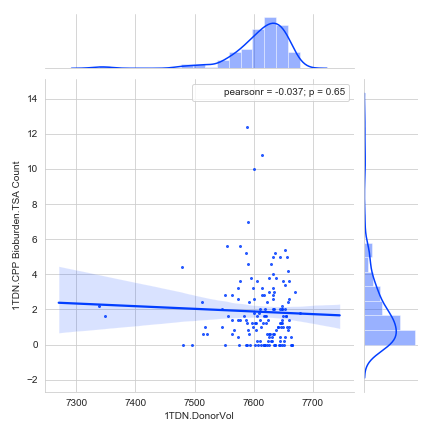 pearsonr = -0.037; p = 0.65
14
12
10
8
6
4
2
0
−2
1TDN.CPP Bioburden.TSA Count
7300 7400 7500 7600 7700
1TDN.DonorVol